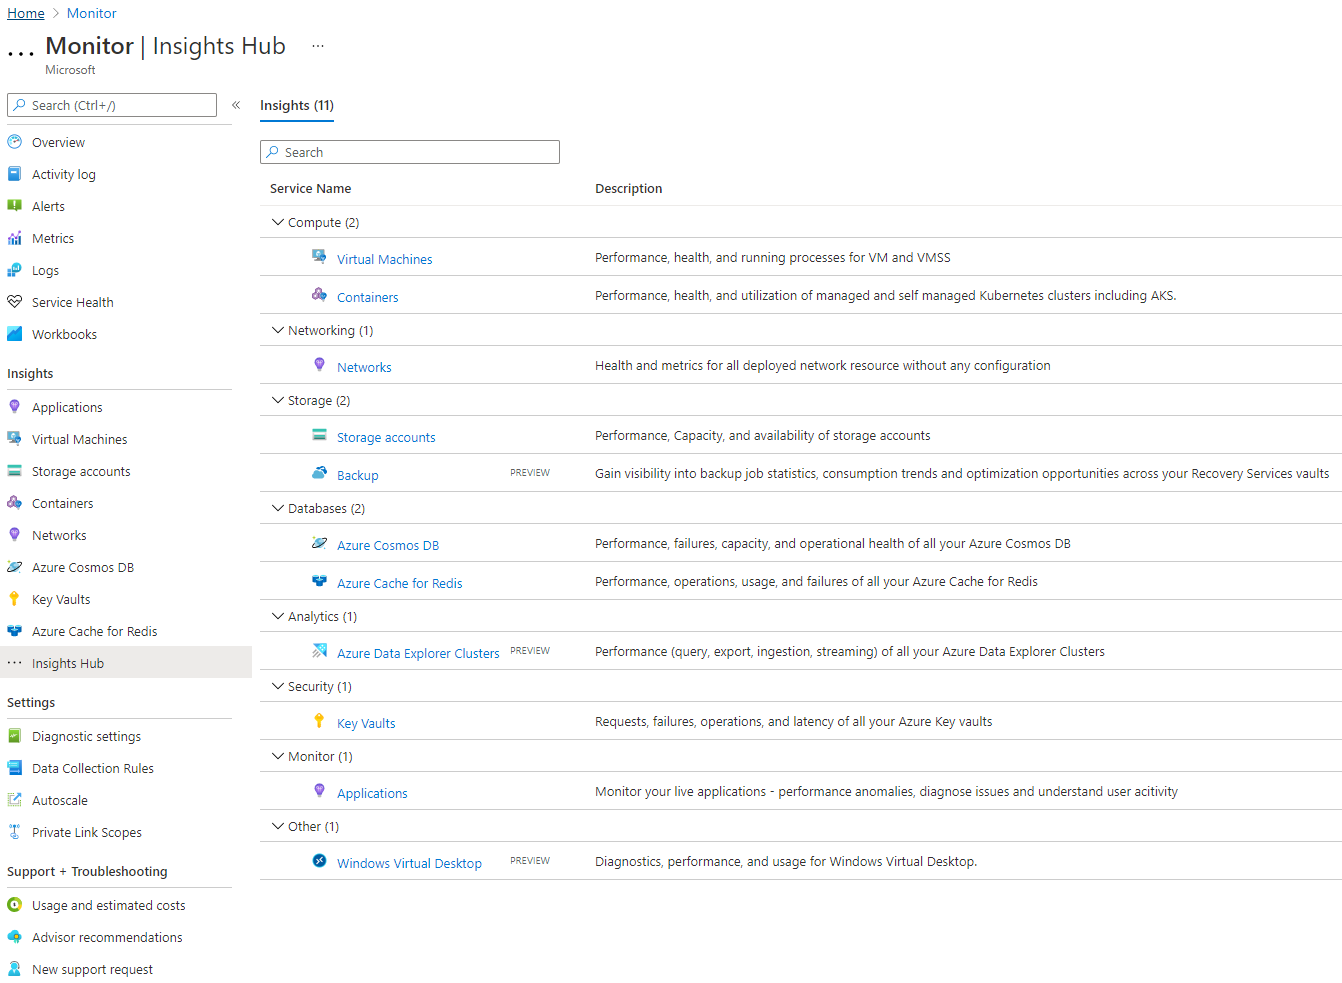 Home > Monitor
... Monitor | Insights Hub ...
Microsoft
Search (Ctrl+/) «
Overview
Activity log
Alerts
Metrics
Logs
Service Health
Workbooks
Insights
Applications
Virtual Machines
Storage accounts
Containers
Networks
Azure Cosmos DB
Key Vaults
Azure Cache for Redis
Insights Hub
Settings
Diagnostic settings
Data Collection Rules
Autoscale
Private Link Scopes
Support + Troubleshooting
Usage and estimated costs
Advisor recommendations
New support request
Insights (11)
Search
Service Name Description
Compute (2)
Virtual Machines Performance, health, and running processes for VM and VMSS
Containers Performance, health, and utilization of managed and self managed Kubernetes clusters including AKS.
Networking (1)
Networks Health and metrics for all deployed network resource without any configuration
Storage (2)
Storage accounts Performance, Capacity, and availability of storage accounts
Backup PREVIEW Gain visibility into backup job statistics, consumption trends and optimization opportunities across your Recovery Services vaults
Databases (2)
Azure Cosmos DB Performance, failures, capacity, and operational health of all your Azure Cosmos DB
Azure Cache for Redis Performance, operations, usage, and failures of all your Azure Cache for Redis
Analytics (1)
Azure Data Explorer Clusters PREVIEW Performance (query, export, ingestion, streaming) of all your Azure Data Explorer Clusters
Security (1)
Key Vaults Requests, failures, operations, and latency of all your Azure Key vaults
Monitor (1)
Applications Monitor your live applications - performance anomalies, diagnose issues and understand user acitivity
Other (1)
Windows Virtual Desktop PREVIEW Diagnostics, performance, and usage for Windows Virtual Desktop.